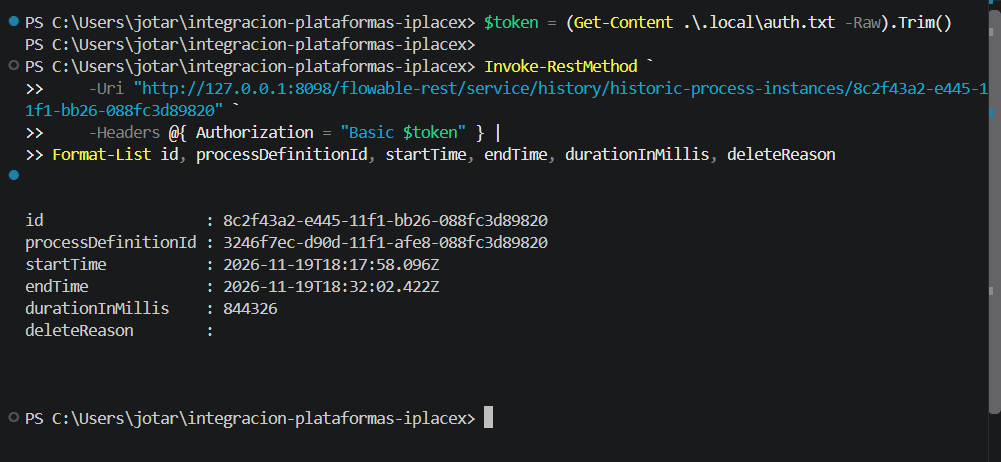 PS C:\Users\jotar\integracion-plataformas-iplacex> $token = (Get-Content .\.local\auth.txt -Raw).Trim()
PS C:\Users\jotar\integracion-plataformas-iplacex>
PS C:\Users\jotar\integracion-plataformas-iplacex> Invoke-RestMethod `
>>     -Uri "http://127.0.0.1:8098/flowable-rest/service/history/historic-process-instances/8c2f43a2-e445-1
1f1-bb26-088fc3d89820" `
>>     -Headers @{ Authorization = "Basic $token" } |
>> Format-List id, processDefinitionId, startTime, endTime, durationInMillis, deleteReason
id                  : 8c2f43a2-e445-11f1-bb26-088fc3d89820
processDefinitionId : 3246f7ec-d90d-11f1-afe8-088fc3d89820
startTime           : 2026-11-19T18:17:58.096Z
endTime             : 2026-11-19T18:32:02.422Z
durationInMillis    : 844326
deleteReason        :
PS C:\Users\jotar\integracion-plataformas-iplacex>